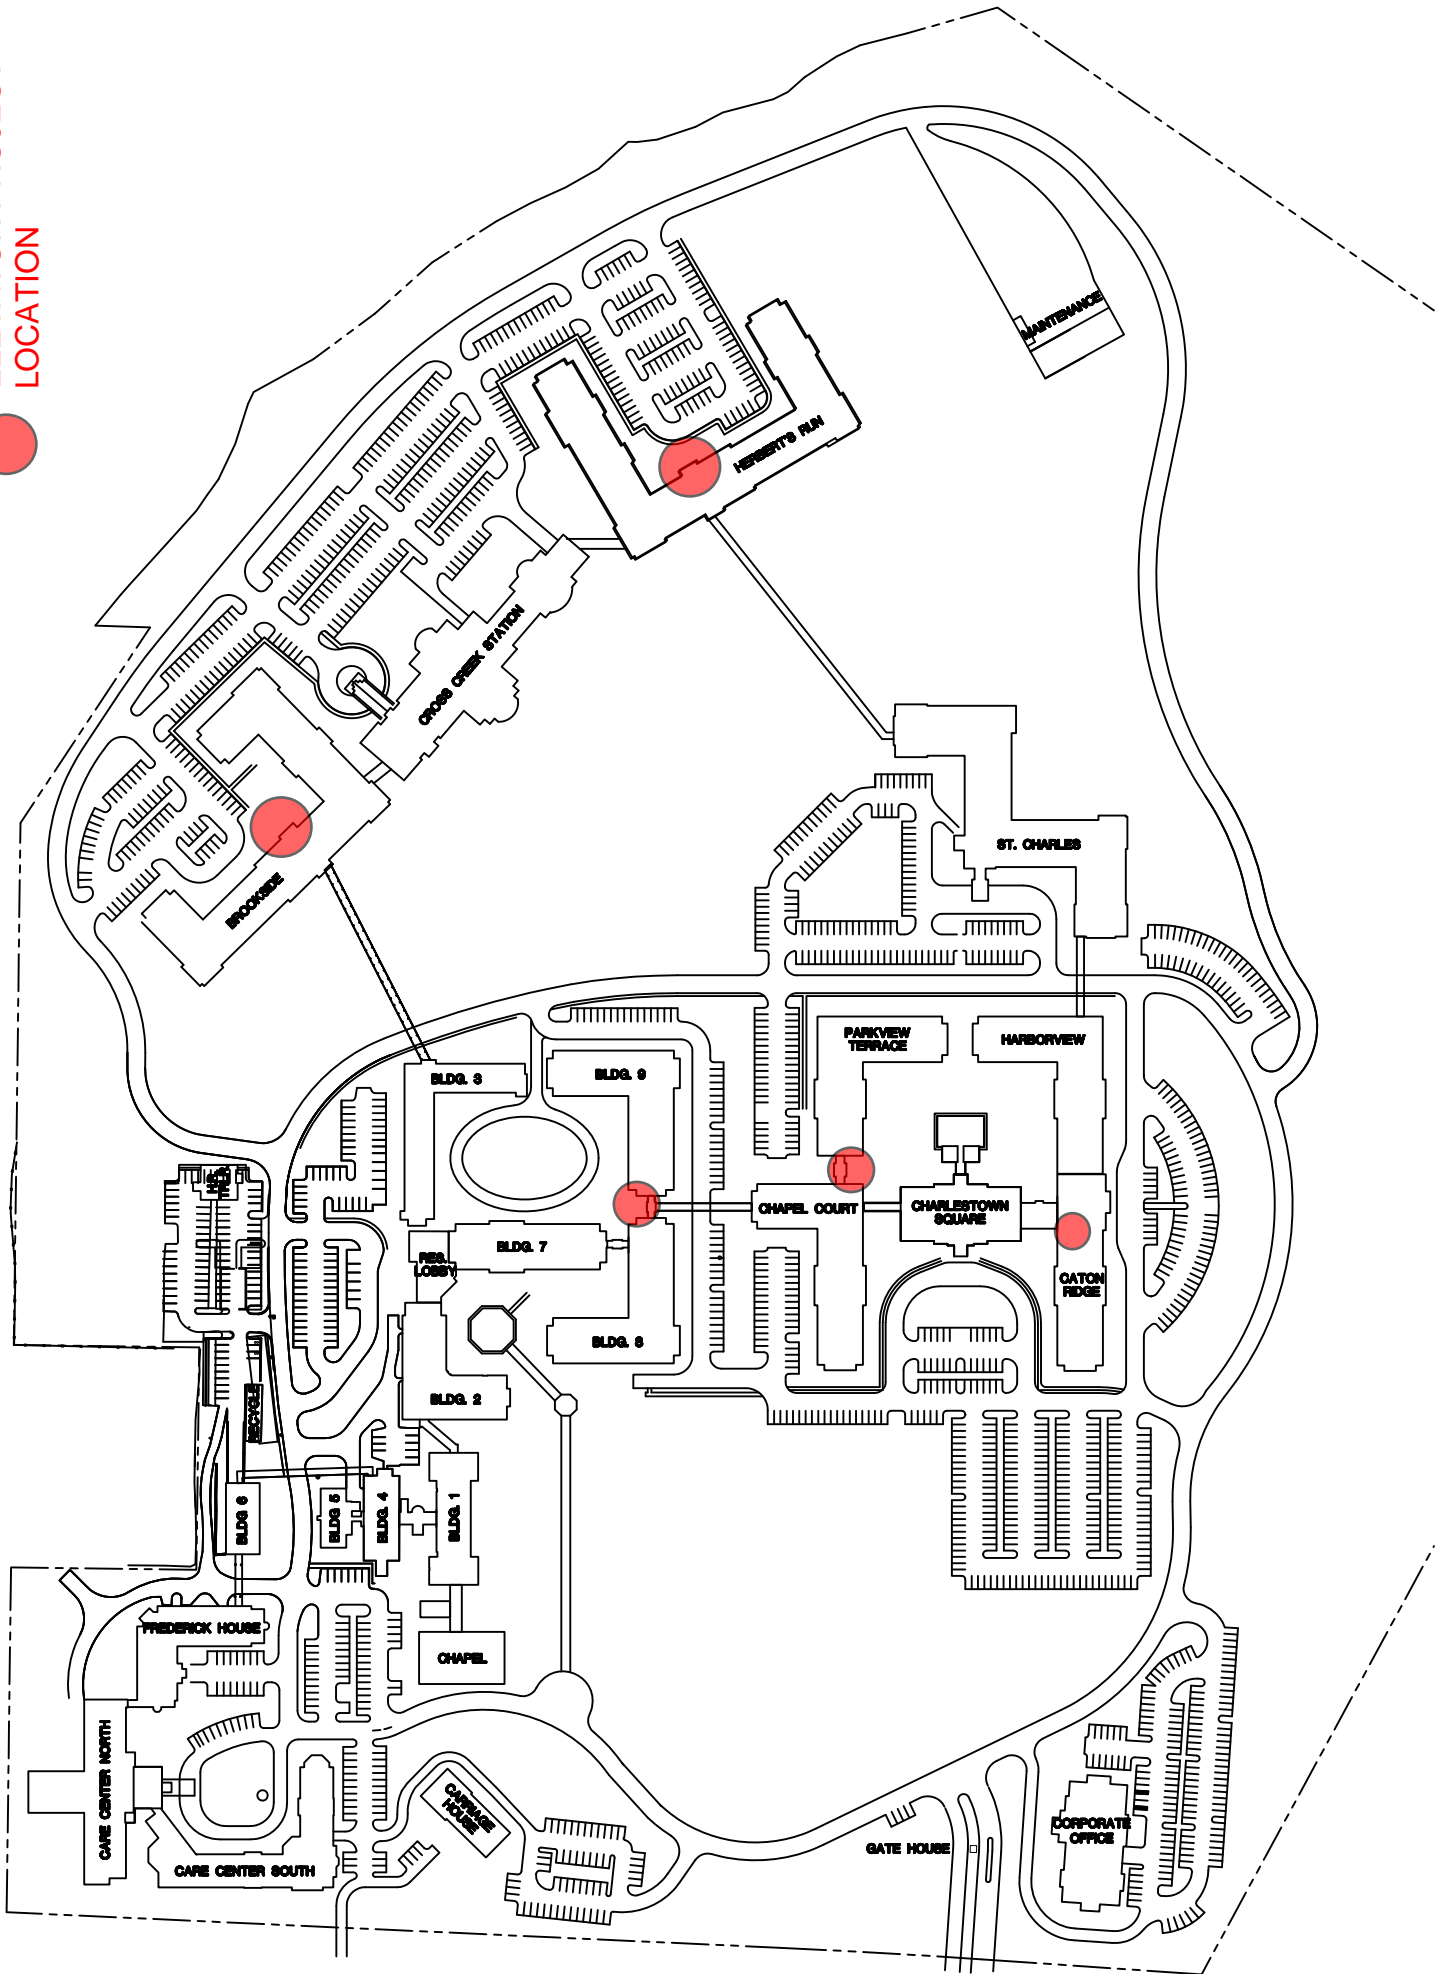 LOCATION
MAINTENANCE
HERBERT'S RUN
CROSS CREEK STATION
BROOKSIDE
ST. CHARLES
PARKVIEW
TERRACE
HARBORVIEW
BLDG. 3
BLDG. 9
CHAPEL COURT
CHARLESTOWN
SQUARE
BLDG. 7
RES.
LOBBY
CATON
RIDGE
BLDG. 8
BLDG. 2
RECYCLE
BLDG 6
BLDG 5
BLDG. 4
BLDG. 1
FREDERICK HOUSE
CHAPEL
CARE CENTER NORTH
CARRIAGE
HOUSE
CARE CENTER SOUTH
GATE HOUSE
CORPORATE
OFFICE